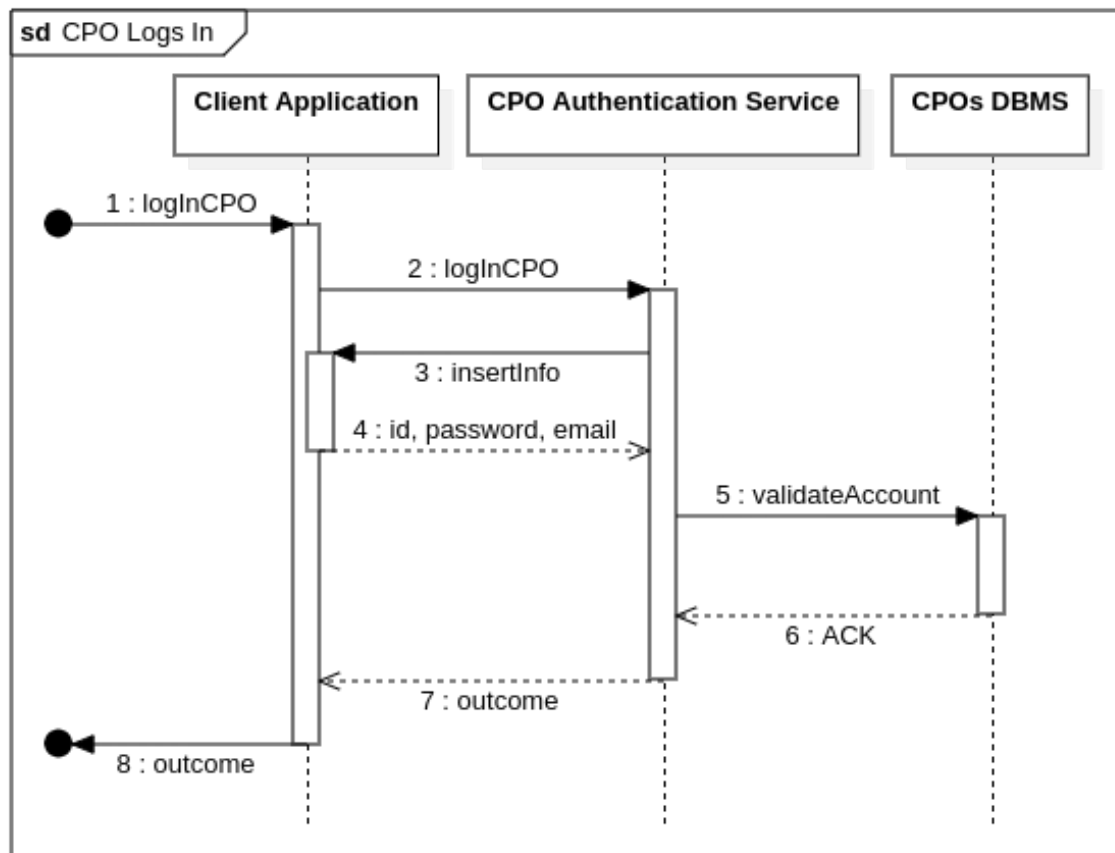 sd CPO Logs In
Client Application
CPO Authentication Service
CPOs DBMS
1 : logInCPO
2 : logInCPO
3 : insertInfo
4 : id, password, email
5 : validateAccount
6 : ACK
7 : outcome
8 : outcome